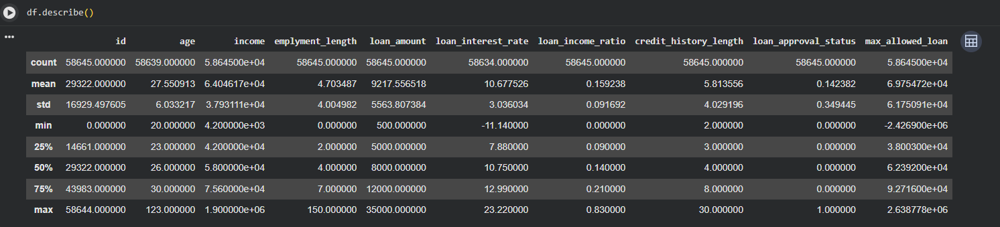 df.describe()
id age income emplyment_length loan_amount loan_interest_rate loan_income_ratio credit_history_length loan_approval_status max_allowed_loan
count 58645.000000 58639.000000 5.864500e+04 58645.000000 58645.000000 58634.000000 58645.000000 58645.000000 58645.000000 5.864500e+04
mean 29322.000000 27.550913 6.404617e+04 4.703487 9217.556518 10.677526 0.159238 5.813556 0.142382 6.975472e+04
std 16929.497605 6.033217 3.793111e+04 4.004982 5563.807384 3.036034 0.091692 4.029196 0.349445 6.175091e+04
min 0.000000 20.000000 4.200000e+03 0.000000 500.000000 -11.140000 0.000000 2.000000 0.000000 -2.426900e+06
25% 14661.000000 23.000000 4.200000e+04 2.000000 5000.000000 7.880000 0.090000 3.000000 0.000000 3.800300e+04
50% 29322.000000 26.000000 5.800000e+04 4.000000 8000.000000 10.750000 0.140000 4.000000 0.000000 6.239200e+04
75% 43983.000000 30.000000 7.560000e+04 7.000000 12000.000000 12.990000 0.210000 8.000000 0.000000 9.271600e+04
max 58644.000000 123.000000 1.900000e+06 150.000000 35000.000000 23.220000 0.830000 30.000000 1.000000 2.638778e+06